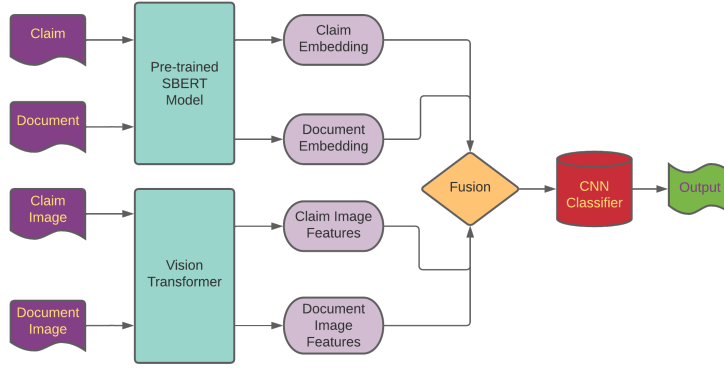 Claim
Document
Claim
Image
Document
Image
Pre-trained
SBERT
Model
Vision
Transformer
Claim
Embedding
Document
Embedding
Claim Image
Features
Document
Image
Features
Fusion
CNN
Classifier
Output